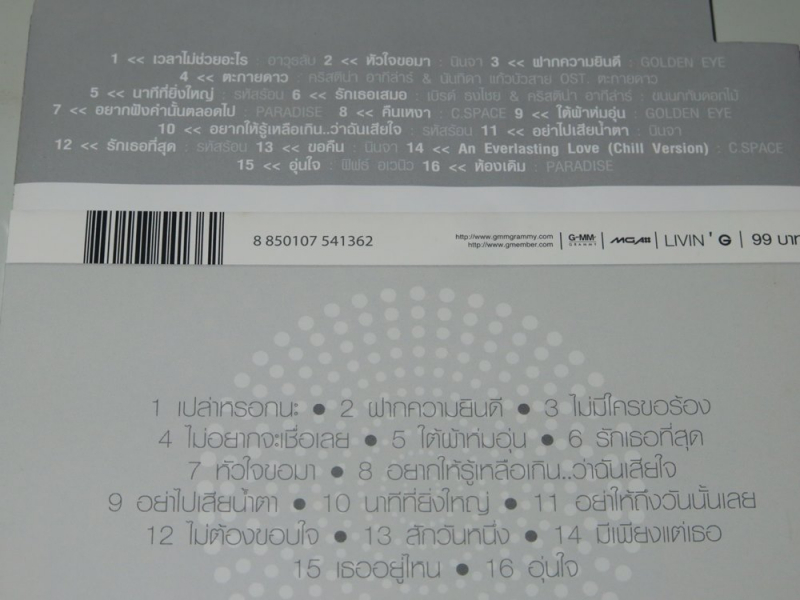 1 << เวลาไม่ช่วยอะไร : อาวุธลับ 2 << หัวใจขอมา : นินจา 3 << ฝากความยินดี : GOLDEN EYE
4 << ตะกายดาว : คริสติน่า อากีล่าร์ & นันทิดา แก้วบัวสาย OST. ตะกายดาว
5 << นาทีที่ยิ่งใหญ่ : รหัสร้อน 6 << รักเธอเสมอ : เบิร์ด ธงไชย & คริสติน่า อากีล่าร์ : ขนนกกับดอกไม้
7 << อยากฟังคำนั้นตลอดไป : PARADISE 8 << คืนเหงา : C.SPACE 9 << ใต้ผ้าห่มอุ่น : GOLDEN EYE
10 << อยากให้รู้เหลือเกิน..ว่าฉันเสียใจ : รหัสร้อน 11 << อย่าไปเสียน้ำตา : นินจา
12 << รักเธอที่สุด : รหัสร้อน 13 << ขอคืน : นินจา 14 << An Everlasting Love (Chill Version) : C.SPACE
15 << อุ่นใจ : ฟิฟธ์ อเวนิว 16 << ห้องเดิม : PARADISE
8 850107 541362
http://www.gmmgrammy.com
http://www.gmember.com
G-MM-
GRAMMY
MGA
LIVIN' G | 99 บาท
1 เปล่าหรอกนะ ● 2 ฝากความยินดี ● 3 ไม่มีใครขอร้อง
4 ไม่อยากจะเชื่อเลย ● 5 ใต้ผ้าห่มอุ่น ● 6 รักเธอที่สุด
7 หัวใจขอมา ● 8 อยากให้รู้เหลือเกิน..ว่าฉันเสียใจ
9 อย่าไปเสียน้ำตา ● 10 นาทีที่ยิ่งใหญ่ ● 11 อย่าให้ถึงวันนั้นเลย
12 ไม่ต้องขอบใจ ● 13 สักวันหนึ่ง ● 14 มีเพียงแต่เธอ
15 เธออยู่ไหน ● 16 อุ่นใจ